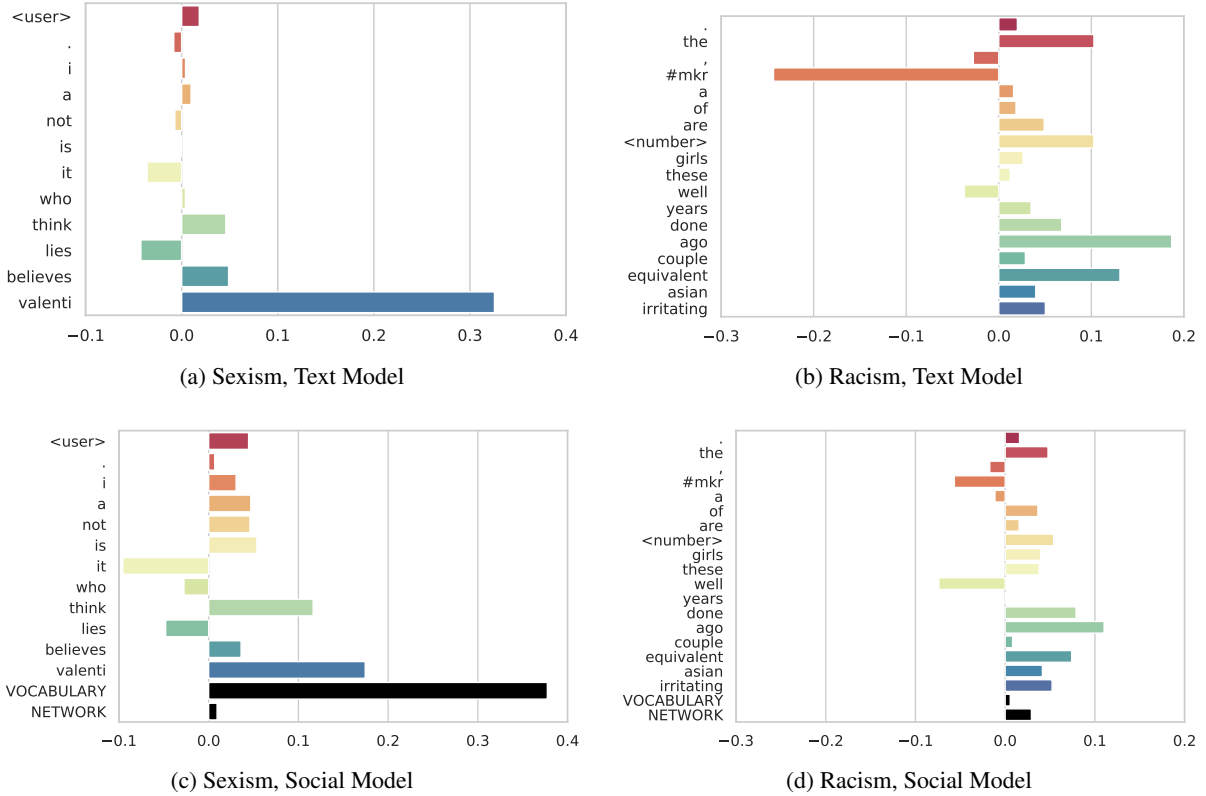 <user>
.
i
a
not
is
it
who
think
lies
believes
valenti
−0.1 0.0 0.1 0.2 0.3 0.4
(a) Sexism, Text Model
.
the
,
#mkr
a
of
are
<number>
girls
these
well
years
done
ago
couple
equivalent
asian
irritating
−0.3 −0.2 −0.1 0.0 0.1 0.2
(b) Racism, Text Model
<user>
.
i
a
not
is
it
who
think
lies
believes
valenti
VOCABULARY
NETWORK
−0.1 0.0 0.1 0.2 0.3 0.4
(c) Sexism, Social Model
.
the
,
#mkr
a
of
are
<number>
girls
these
well
years
done
ago
couple
equivalent
asian
irritating
VOCABULARY
NETWORK
−0.3 −0.2 −0.1 0.0 0.1 0.2
(d) Racism, Social Model